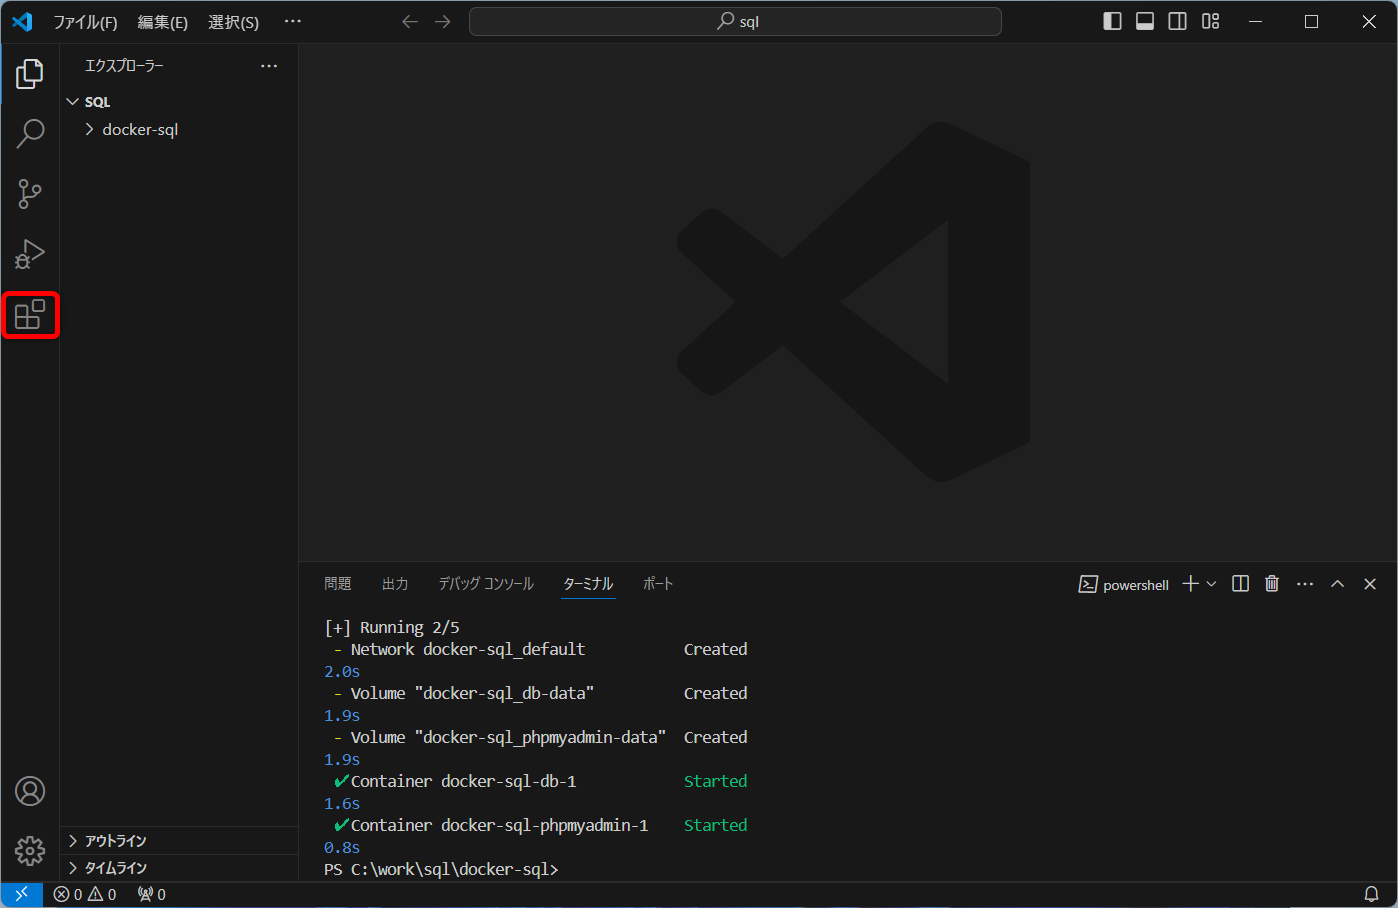 ファイル(F) 編集(E) 選択(S) ··· sql
エクスプローラー ···
SQL
docker-sql
問題 出力 デバッグ コンソール ターミナル ポート powershell ···
[+] Running 2/5
- Network docker-sql_default Created
2.0s
- Volume "docker-sql_db-data" Created
1.9s
- Volume "docker-sql_phpmyadmin-data" Created
1.9s
✔Container docker-sql-db-1 Started
1.6s
✔Container docker-sql-phpmyadmin-1 Started
0.8s
PS C:\work\sql\docker-sql>
アウトライン
タイムライン
0 0 0